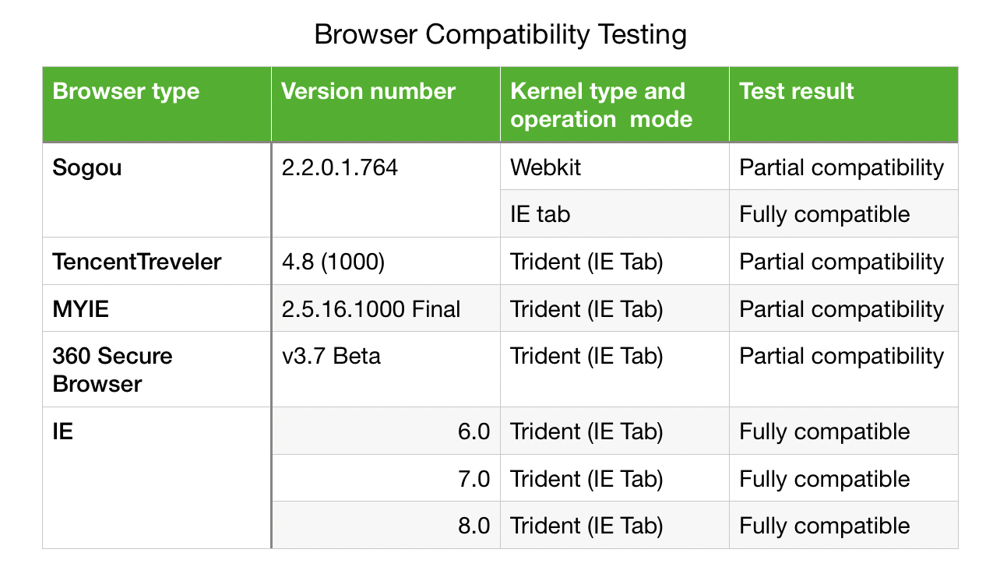 Browser Compatibility Testing
Browser type Version number Kernel type and operation mode Test result
Sogou 2.2.0.1.764 Webkit Partial compatibility
IE tab Fully compatible
TencentTreveler 4.8 (1000) Trident (IE Tab) Partial compatibility
MYIE 2.5.16.1000 Final Trident (IE Tab) Partial compatibility
360 Secure Browser v3.7 Beta Trident (IE Tab) Partial compatibility
IE 6.0 Trident (IE Tab) Fully compatible
7.0 Trident (IE Tab) Fully compatible
8.0 Trident (IE Tab) Fully compatible